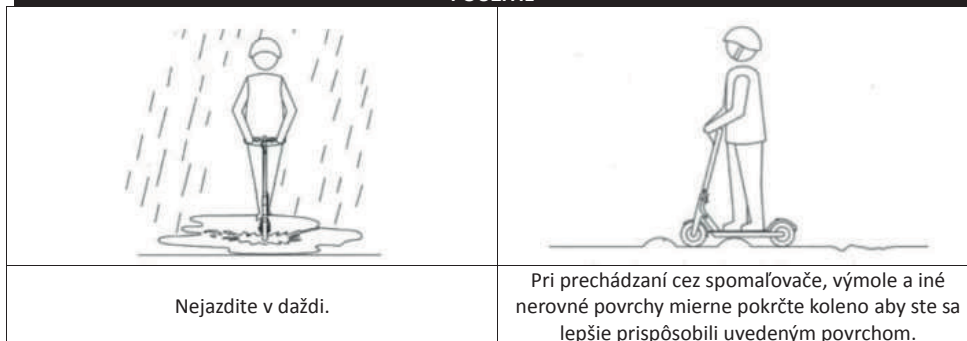 Nejazdite v daždi.
Pri prechádzaní cez spomaľovače, výmole a iné
nerovné povrchy mierne pokrčte koleno aby ste sa
lepšie prispôsobili uvedeným povrchom.